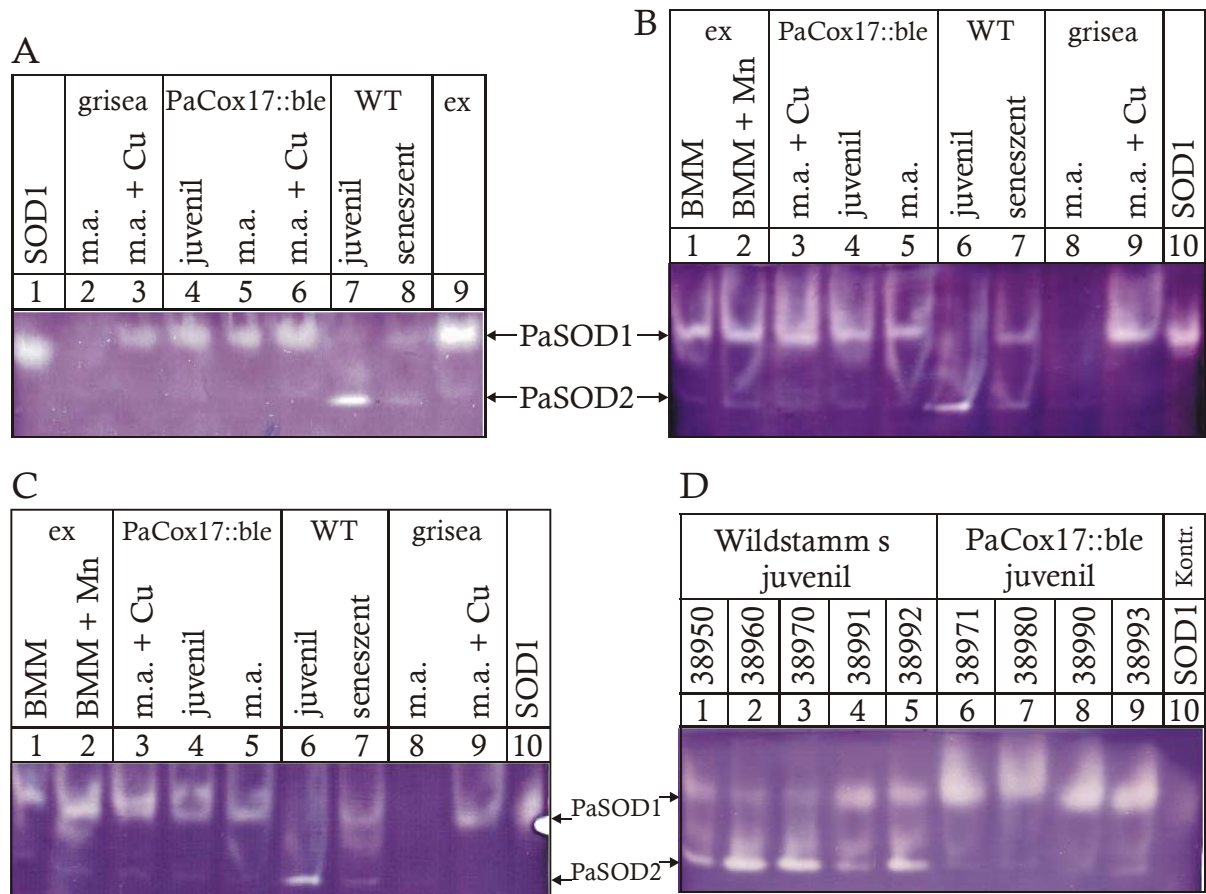 A
grisea PaCox17::ble WT ex
SOD1 m.a. m.a. + Cu juvenil m.a. m.a. + Cu juvenil seneszent
1 2 3 4 5 6 7 8 9
B
ex PaCox17::ble WT grisea
BMM BMM + Mn m.a. + Cu juvenil m.a. juvenil seneszent m.a. m.a. + Cu SOD1
1 2 3 4 5 6 7 8 9 10
PaSOD1
PaSOD2
C
ex PaCox17::ble WT grisea
BMM BMM + Mn m.a. + Cu juvenil m.a. juvenil seneszent m.a. m.a. + Cu SOD1
1 2 3 4 5 6 7 8 9 10
D
Wildstamm s PaCox17::ble Kontr.
juvenil juvenil
38950 38960 38970 38991 38992 38971 38980 38990 38993 SOD1
1 2 3 4 5 6 7 8 9 10
PaSOD1
PaSOD2